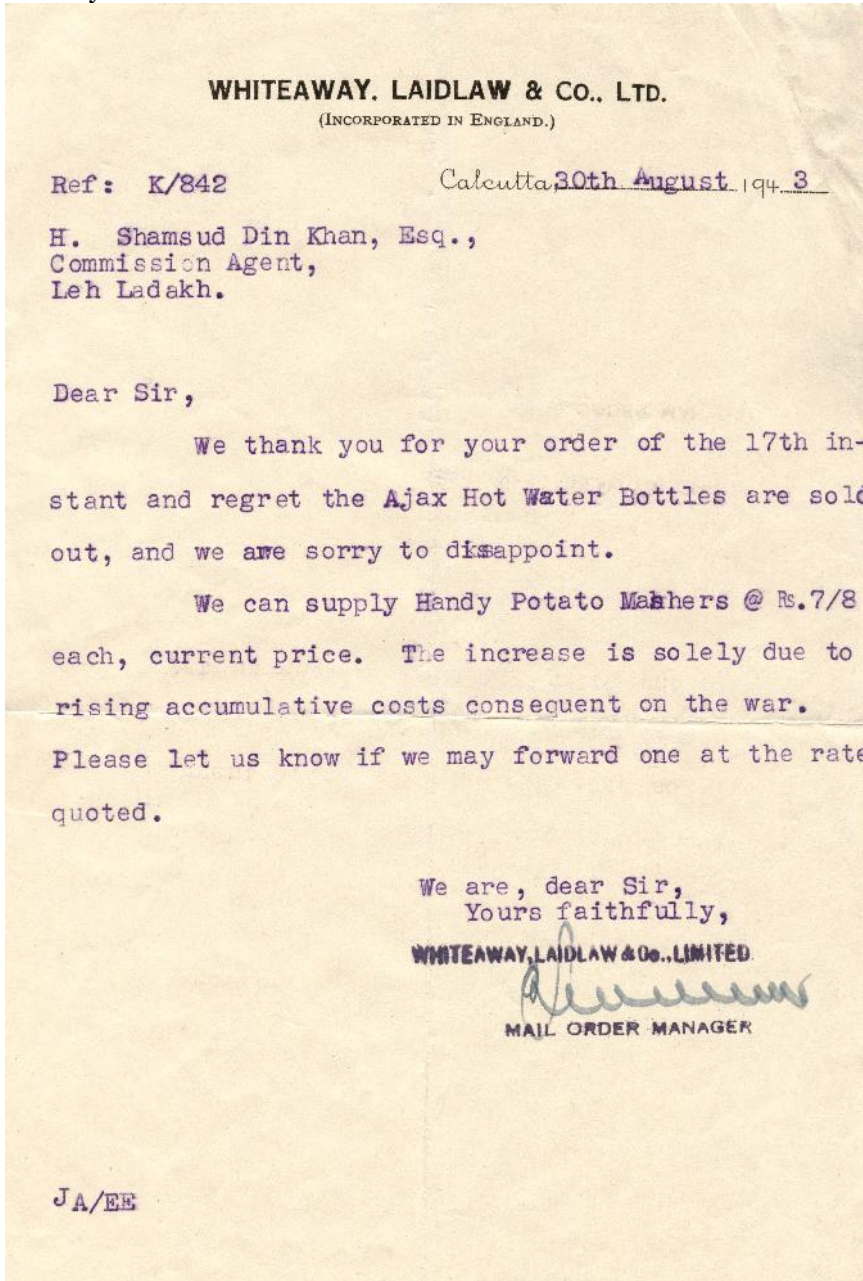 WHITEAWAY. LAIDLAW & CO., LTD.
(INCORPORATED IN ENGLAND.)
Ref: K/842
Calcutta, 30th August 1943
H. Shamsud Din Khan, Esq.,
Commission Agent,
Leh Ladakh.
Dear Sir,
We thank you for your order of the 17th in-
stant and regret the Ajax Hot Water Bottles are sold
out, and we are sorry to disappoint.
We can supply Handy Potato Mashers @ Rs.7/8
each, current price. The increase is solely due to
rising accumulative costs consequent on the war.
Please let us know if we may forward one at the rate
quoted.
We are, dear Sir,
Yours faithfully,
WHITEAWAY, LAIDLAW & Co., LIMITED.
MAIL ORDER MANAGER
JA/EE